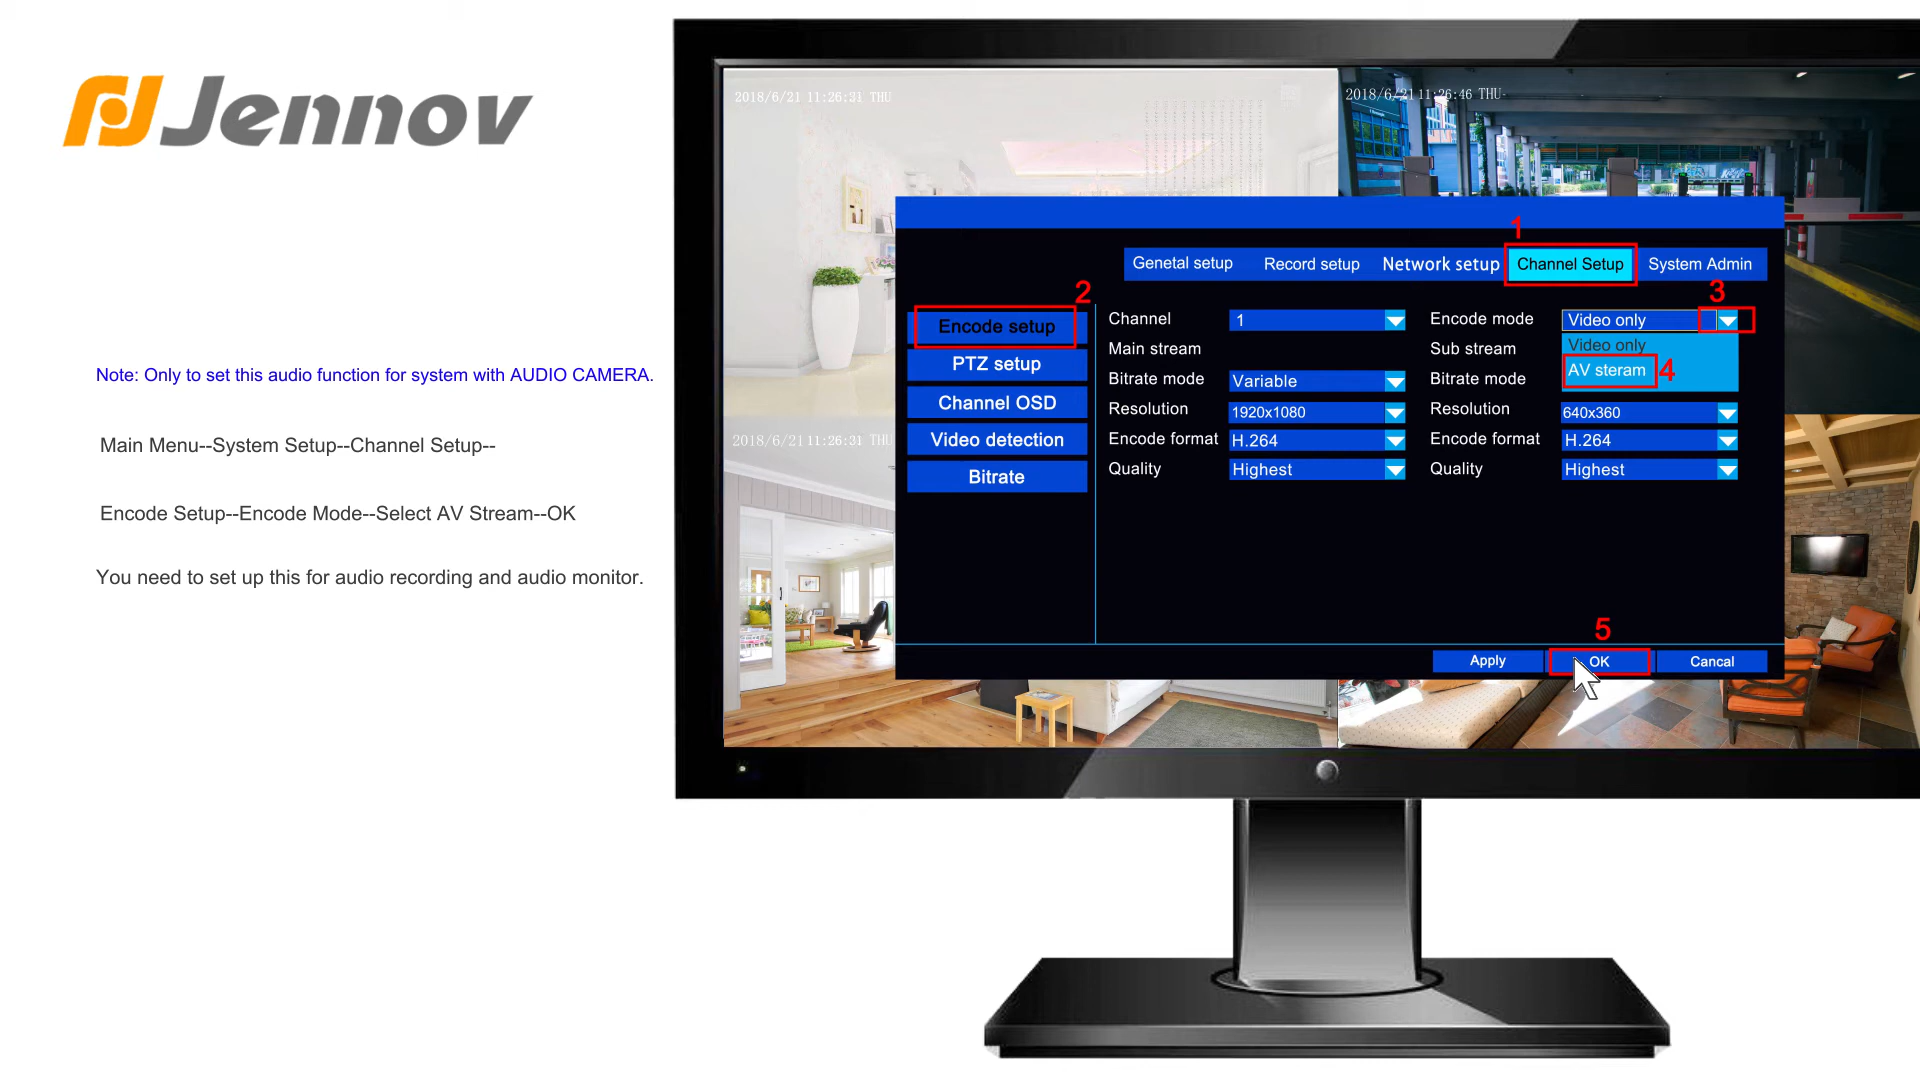 Jennov
Note: Only to set this audio function for system with AUDIO CAMERA.
Main Menu--System Setup--Channel Setup--
Encode Setup--Encode Mode--Select AV Stream--OK
You need to set up this for audio recording and audio monitor.
2018/6/21 11:26:31 THU
2018/6/21 11:26:46 THU
1
Genetal setup Record setup Network setup Channel Setup System Admin
2
3
Encode setup
PTZ setup
Channel OSD
Video detection
Bitrate
Channel 1 Encode mode Video only
Main stream Sub stream Video only
Bitrate mode Variable Bitrate mode AV steram 4
Resolution 1920x1080 Resolution 640x360
Encode format H.264 Encode format H.264
Quality Highest Quality Highest
2018/6/21 11:26:31 THU
5
Apply OK Cancal